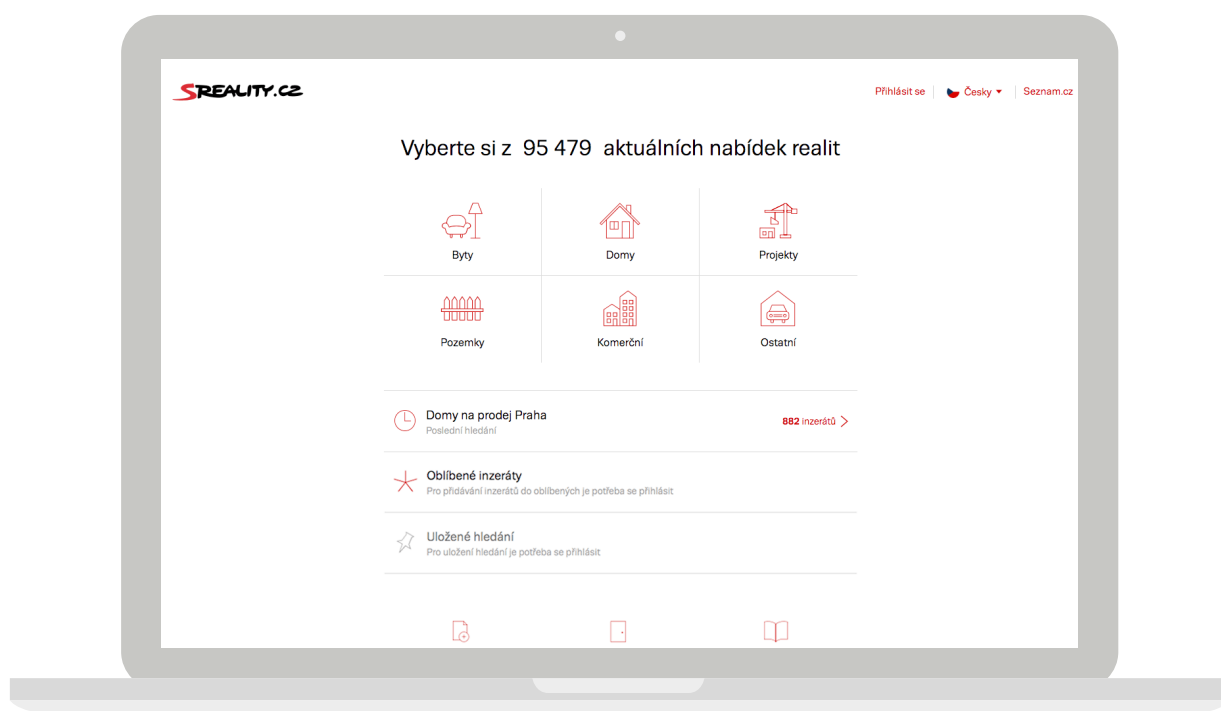 SREALITY.CZ
Přihlásit se
Česky
Seznam.cz
Vyberte si z 95 479 aktuálních nabídek realit
Byty
Domy
Projekty
Pozemky
Komerční
Ostatní
Domy na prodej Praha
Poslední hledání
882 inzerátů
Oblíbené inzeráty
Pro přidávání inzerátů do oblíbených je potřeba se přihlásit
Uložené hledání
Pro uložení hledání je potřeba se přihlásit